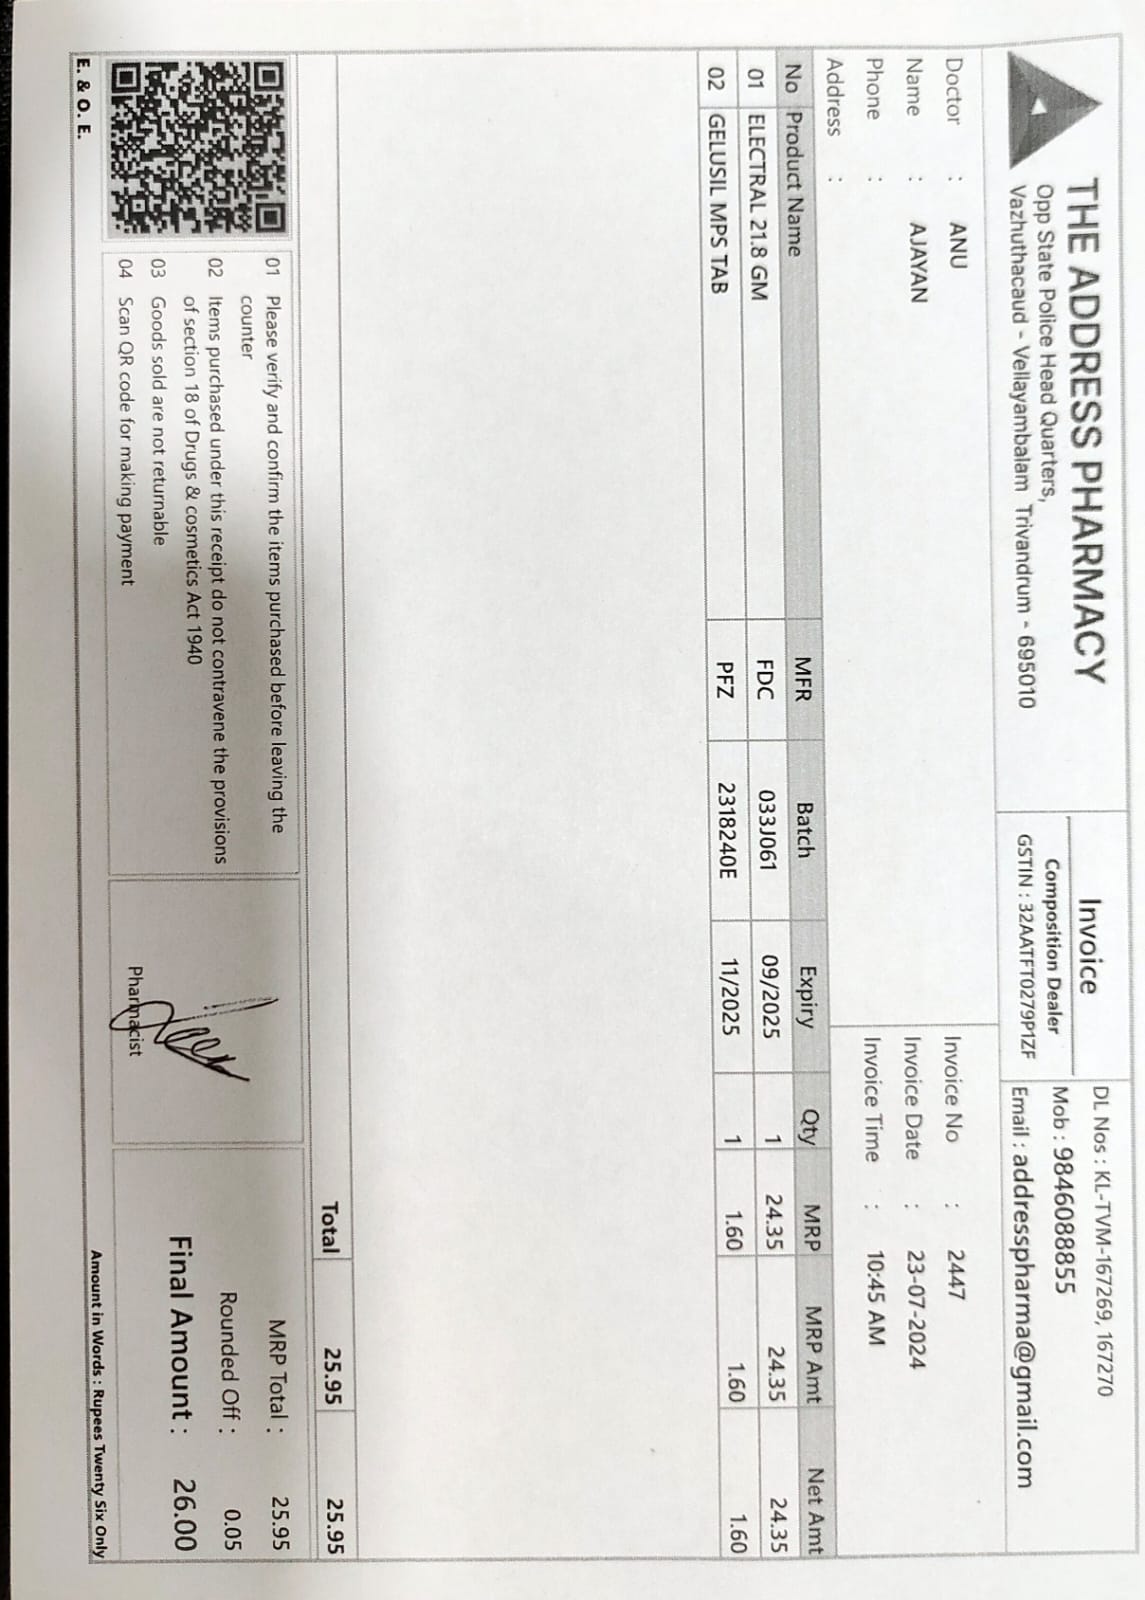 THE ADDRESS PHARMACY
Opp State Police Head Quarters,
Vazhuthacaud - Vellayambalam Trivandrum - 695010
Invoice
Composition Dealer
GSTIN : 32AATFT0279P1ZF
DL Nos : KL-TVM-167269, 167270
Mob : 9846088855
Email : addresspharma@gmail.com
Doctor : ANU
Name : AJAYAN
Phone :
Address :
Invoice No : 2447
Invoice Date : 23-07-2024
Invoice Time : 10:45 AM
No Product Name MFR Batch Expiry Qty MRP MRP Amt Net Amt
01 ELECTRAL 21.8 GM FDC 033J061 09/2025 1 24.35 24.35 24.35
02 GELUSIL MPS TAB PFZ 2318240E 11/2025 1 1.60 1.60 1.60
Total 25.95 25.95
01 Please verify and confirm the items purchased before leaving the
counter
02 Items purchased under this receipt do not contravene the provisions
of section 18 of Drugs & cosmetics Act 1940
03 Goods sold are not returnable
04 Scan QR code for making payment
Pharmacist
MRP Total : 25.95
Rounded Off : 0.05
Final Amount : 26.00
E. & O. E.
Amount in Words : Rupees Twenty Six Only